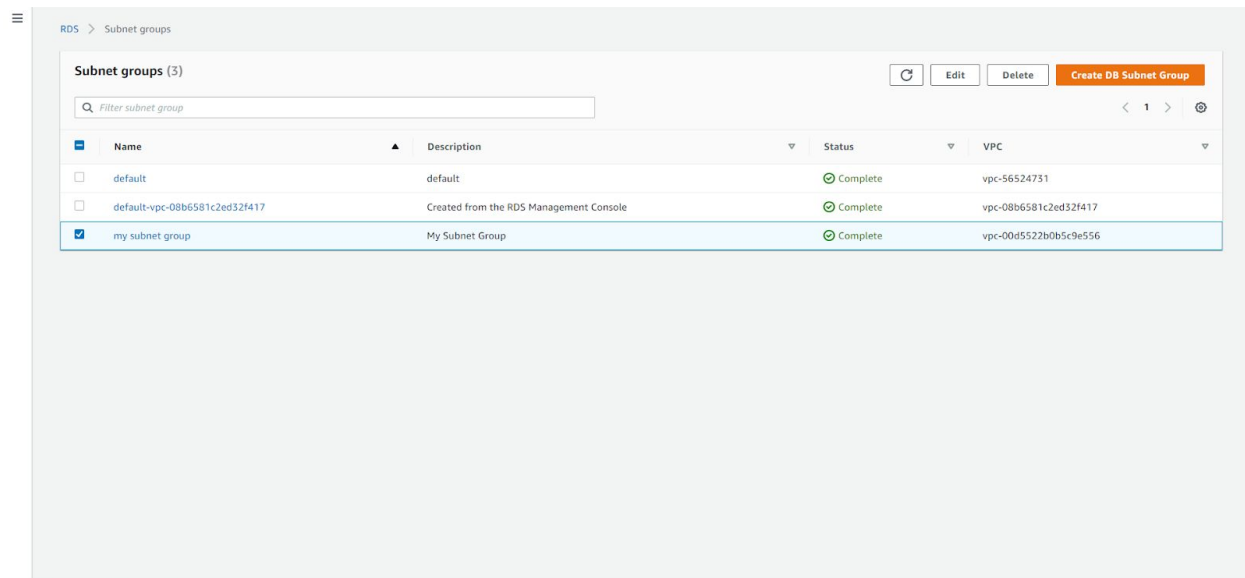 RDS > Subnet groups
Subnet groups (3)
Edit
Delete
Create DB Subnet Group
Filter subnet group
< 1 >
Name Description Status VPC
default default Complete vpc-56524731
default-vpc-08b6581c2ed32f417 Created from the RDS Management Console Complete vpc-08b6581c2ed32f417
my subnet group My Subnet Group Complete vpc-00d5522b0b5c9e556